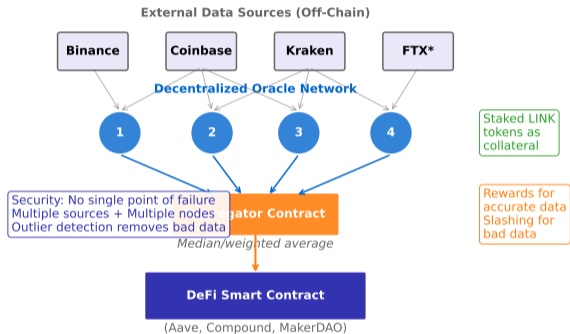 External Data Sources (Off-Chain)
Binance
Coinbase
Kraken
FTX*
Decentralized Oracle Network
1
2
3
4
Staked LINK
tokens as
collateral
Security: No single point of failure
Multiple sources + Multiple nodes
Outlier detection removes bad data
gator Contract
Rewards for
accurate data
Slashing for
bad data
Median/weighted average
DeFi Smart Contract
(Aave, Compound, MakerDAO)